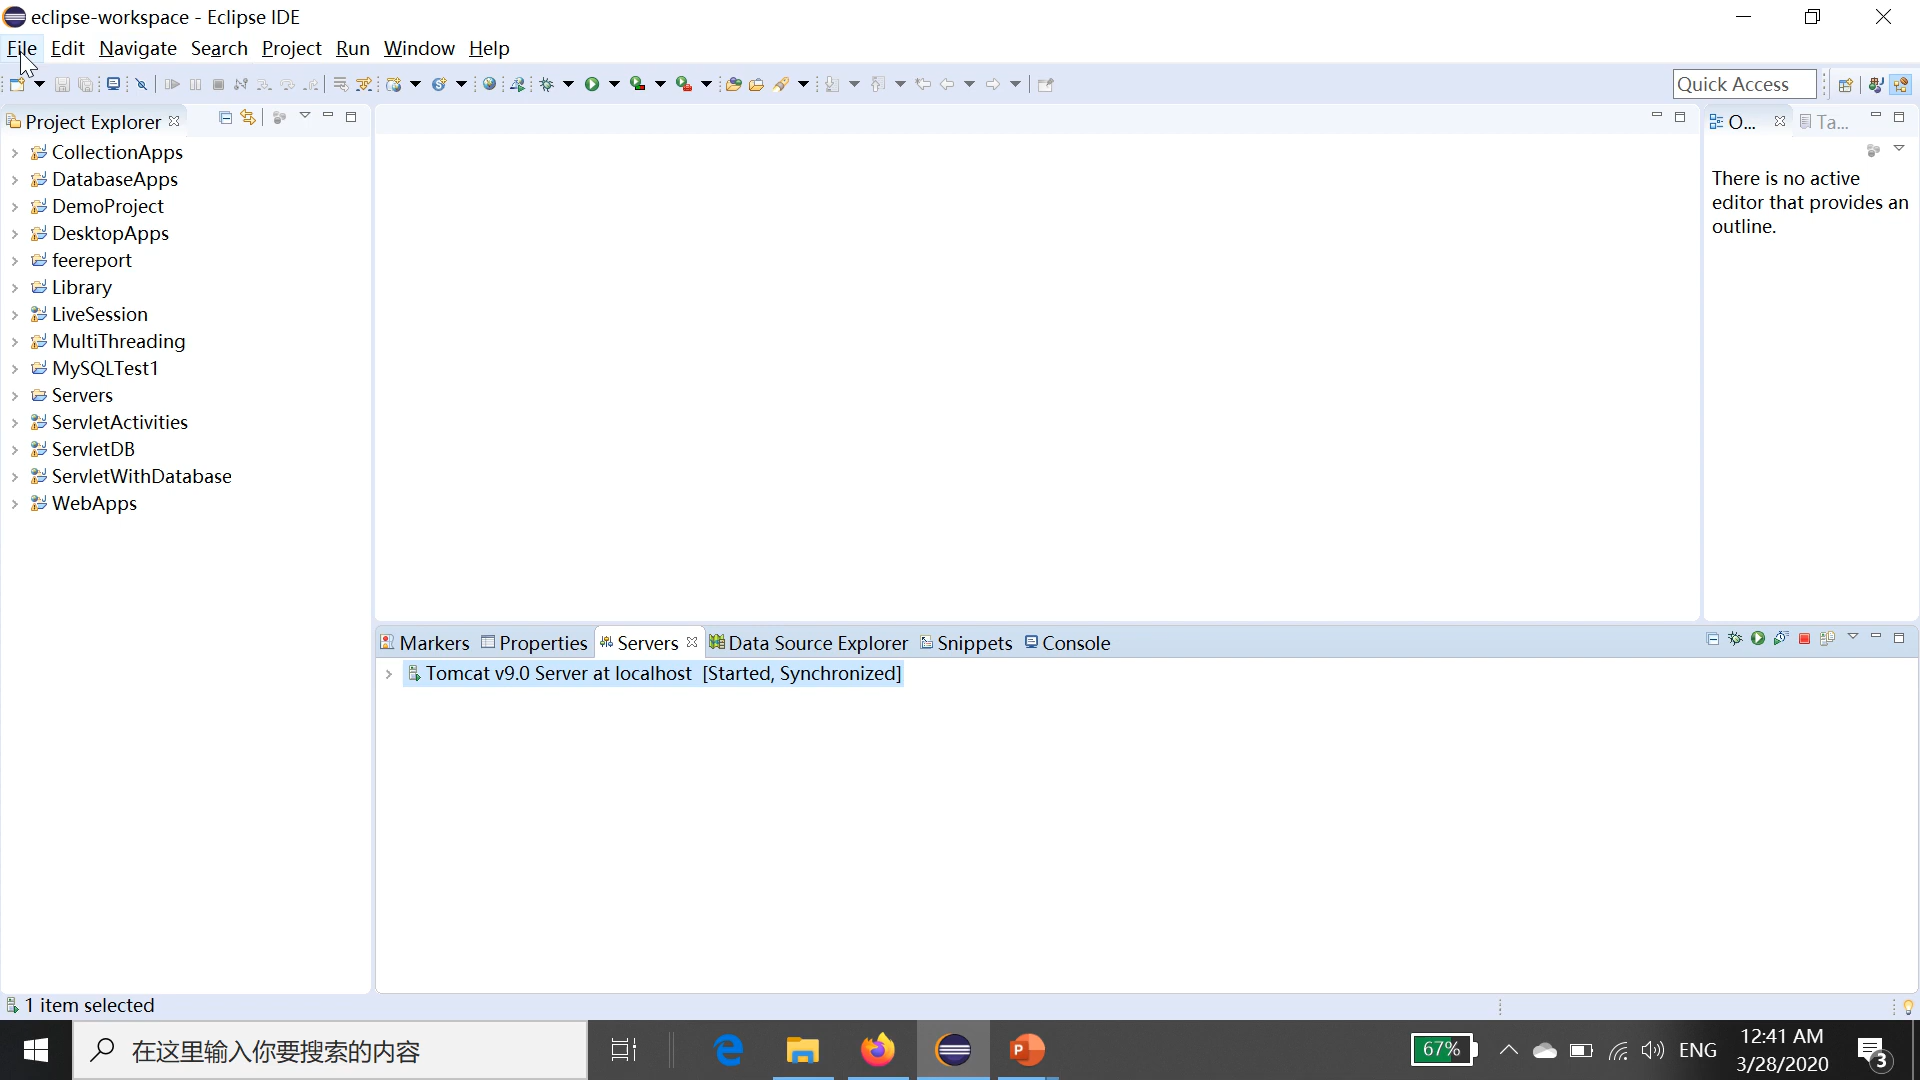 eclipse-workspace - Eclipse IDE
File Edit Navigate Search Project Run Window Help
Quick Access
Project Explorer
CollectionApps
DatabaseApps
DemoProject
DesktopApps
feereport
Library
LiveSession
MultiThreading
MySQLTest1
Servers
ServletActivities
ServletDB
ServletWithDatabase
WebApps
O... Ta...
There is no active
editor that provides an
outline.
Markers Properties Servers Data Source Explorer Snippets Console
Tomcat v9.0 Server at localhost [Started, Synchronized]
1 item selected
在这里输入你要搜索的内容
67%
ENG
12:41 AM
3/28/2020
3